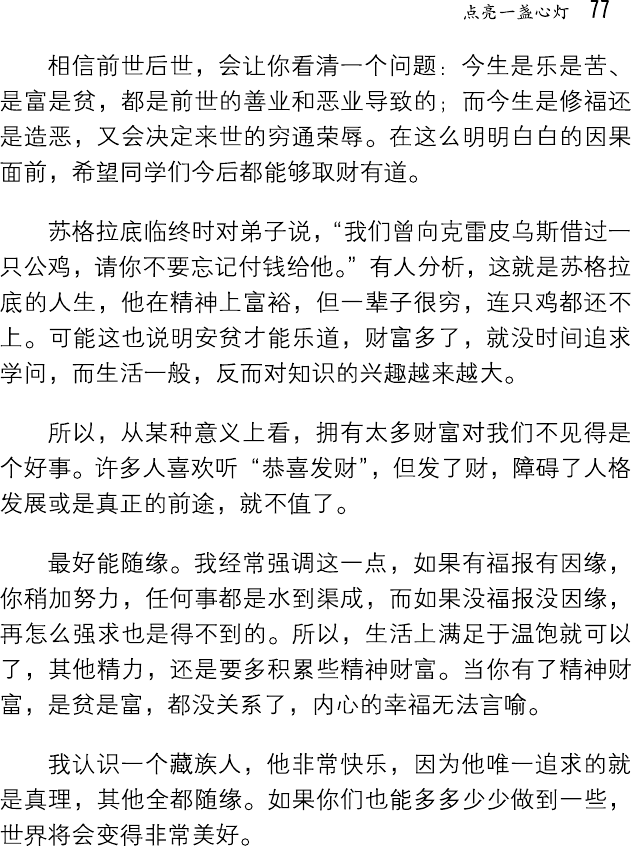 点亮一盏心灯 77
相信前世后世，会让你看清一个问题：今生是乐是苦、
是富是贫，都是前世的善业和恶业导致的；而今生是修福还
是造恶，又会决定来世的穷通荣辱。在这么明明白白的因果
面前，希望同学们今后都能够取财有道。
苏格拉底临终时对弟子说，“我们曾向克雷皮乌斯借过一
只公鸡，请你不要忘记付钱给他。”有人分析，这就是苏格拉
底的人生，他在精神上富裕，但一辈子很穷，连只鸡都还不
上。可能这也说明安贫才能乐道，财富多了，就没时间追求
学问，而生活一般，反而对知识的兴趣越来越大。
所以，从某种意义上看，拥有太多财富对我们不见得是
个好事。许多人喜欢听“恭喜发财”，但发了财，障碍了人格
发展或是真正的前途，就不值了。
最好能随缘。我经常强调这一点，如果有福报有因缘，
你稍加努力，任何事都是水到渠成，而如果没福报没因缘，
再怎么强求也是得不到的。所以，生活上满足于温饱就可以
了，其他精力，还是要多积累些精神财富。当你有了精神财
富，是贫是富，都没关系了，内心的幸福无法言喻。
我认识一个藏族人，他非常快乐，因为他唯一追求的就
是真理，其他全都随缘。如果你们也能多多少少做到一些，
世界将会变得非常美好。